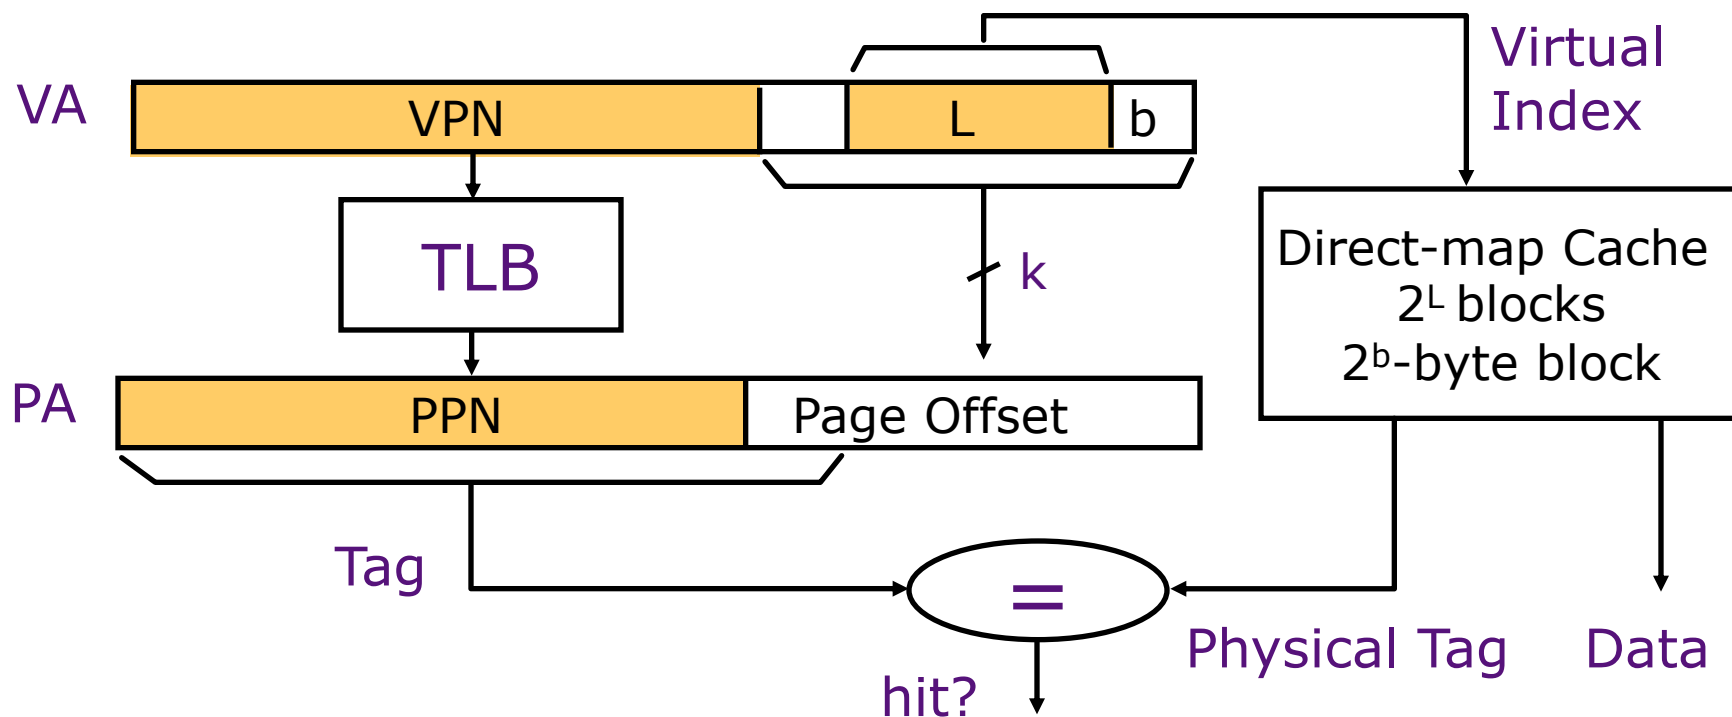 Virtual
Index
VA
VPN
L
b
TLB
k
Direct-map Cache
2ᴸ blocks
2ᵇ-byte block
PA
PPN
Page Offset
Tag
=
Physical Tag
Data
hit?